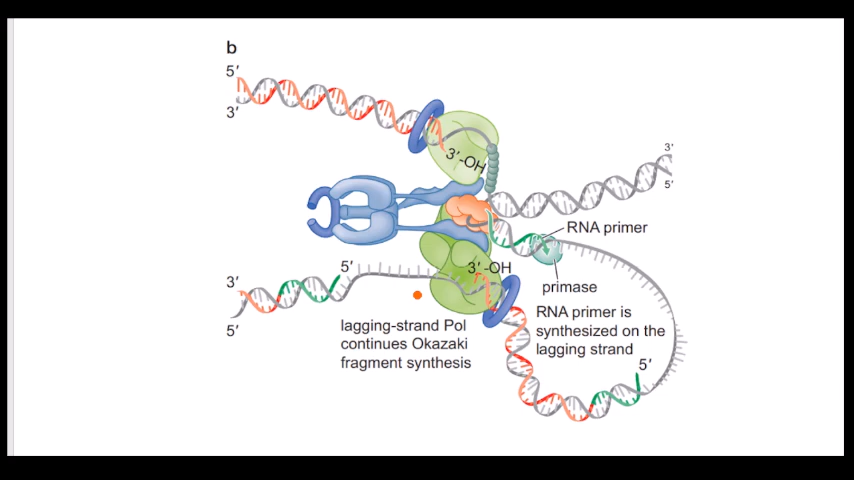 b
5′
3′
3′-OH
3′
5′
RNA primer
primase
3′-OH
5′
3′
5′
lagging-strand Pol
continues Okazaki
fragment synthesis
RNA primer is
synthesized on the
lagging strand
5′